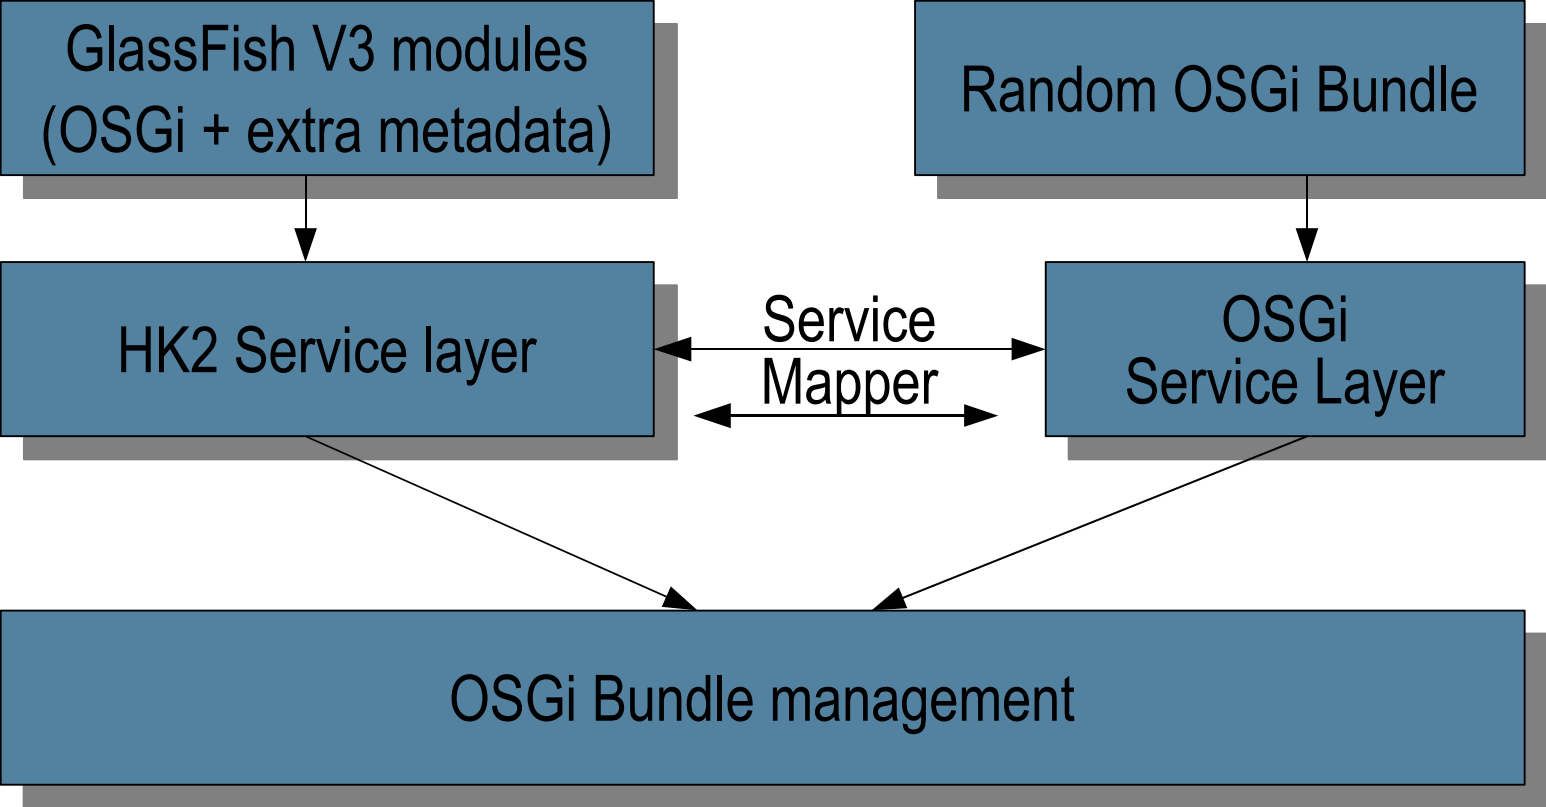 GlassFish V3 modules
(OSGi + extra metadata)
Random OSGi Bundle
HK2 Service layer
Service
Mapper
OSGi
Service Layer
OSGi Bundle management